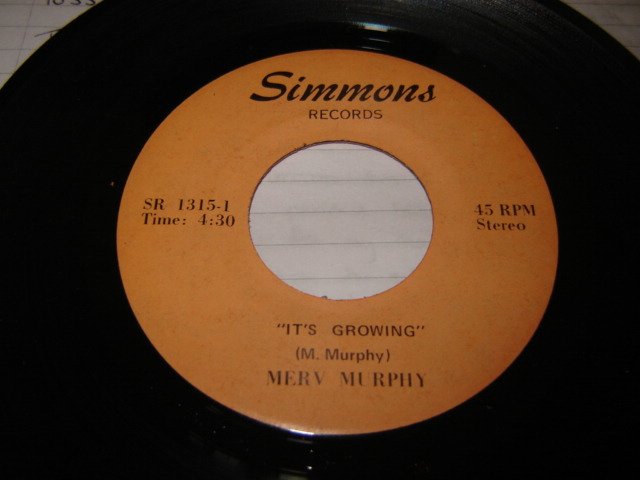 Simmons
RECORDS
SR 1315-1
Time: 4:30
45 RPM
Stereo
"IT'S GROWING"
(M. Murphy)
MERV MURPHY